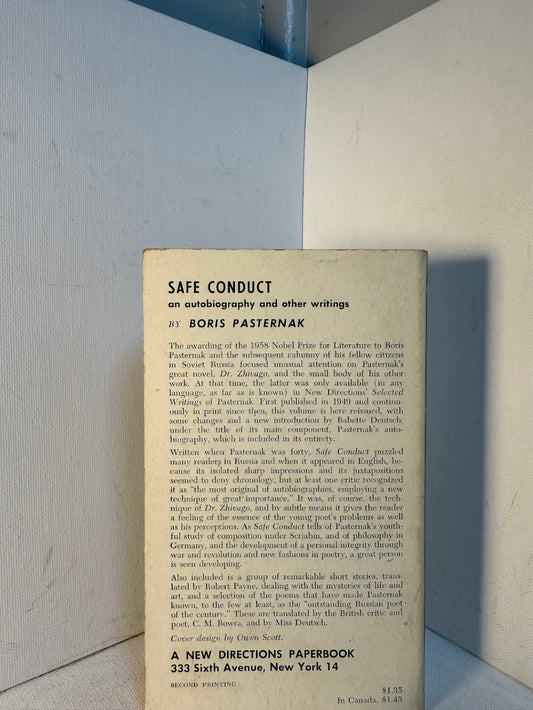 SAFE CONDUCT
an autobiography and other writings
BY BORIS PASTERNAK
The awarding of the 1958 Nobel Prize for Literature to Boris
Pasternak and the subsequent calumny of his fellow citizens
in Soviet Russia focused unusual attention on Pasternak's
great novel, Dr. Zhivago, and the small body of his other
work. At that time, the latter was only available (in any
language, as far as is known) in New Directions' Selected
Writings of Pasternak. First published in 1949 and continu-
ously in print since then, this volume is here reissued, with
some changes and a new introduction by Babette Deutsch,
under the title of its main component, Pasternak's auto-
biography, which is included in its entirety.
Written when Pasternak was forty, Safe Conduct puzzled
many readers in Russia and when it appeared in English, be-
cause its isolated sharp impressions and its juxtapositions
seemed to deny chronology, but at least one critic recognized
it as "the most original of autobiographies, employing a new
technique of great importance." It was, of course, the tech-
nique of Dr. Zhivago, and by subtle means it gives the reader
a feeling of the essence of the young poet's problems as well
as his perceptions. As Safe Conduct tells of Pasternak's youth-
ful study of composition under Scriabin, and of philosophy in
Germany, and the development of a personal integrity through
war and revolution and new fashions in poetry, a great person
is seen developing.
Also included is a group of remarkable short stories, trans-
lated by Robert Payne, dealing with the mysteries of life and
art, and a selection of the poems that have made Pasternak
known, to the few at least, as the "outstanding Russian poet
of the century." These are translated by the British critic and
poet, C. M. Bowra, and by Miss Deutsch.
Cover design by Owen Scott.
A NEW DIRECTIONS PAPERBOOK
333 Sixth Avenue, New York 14
SECOND PRINTING
$1.35
In Canada, $1.45